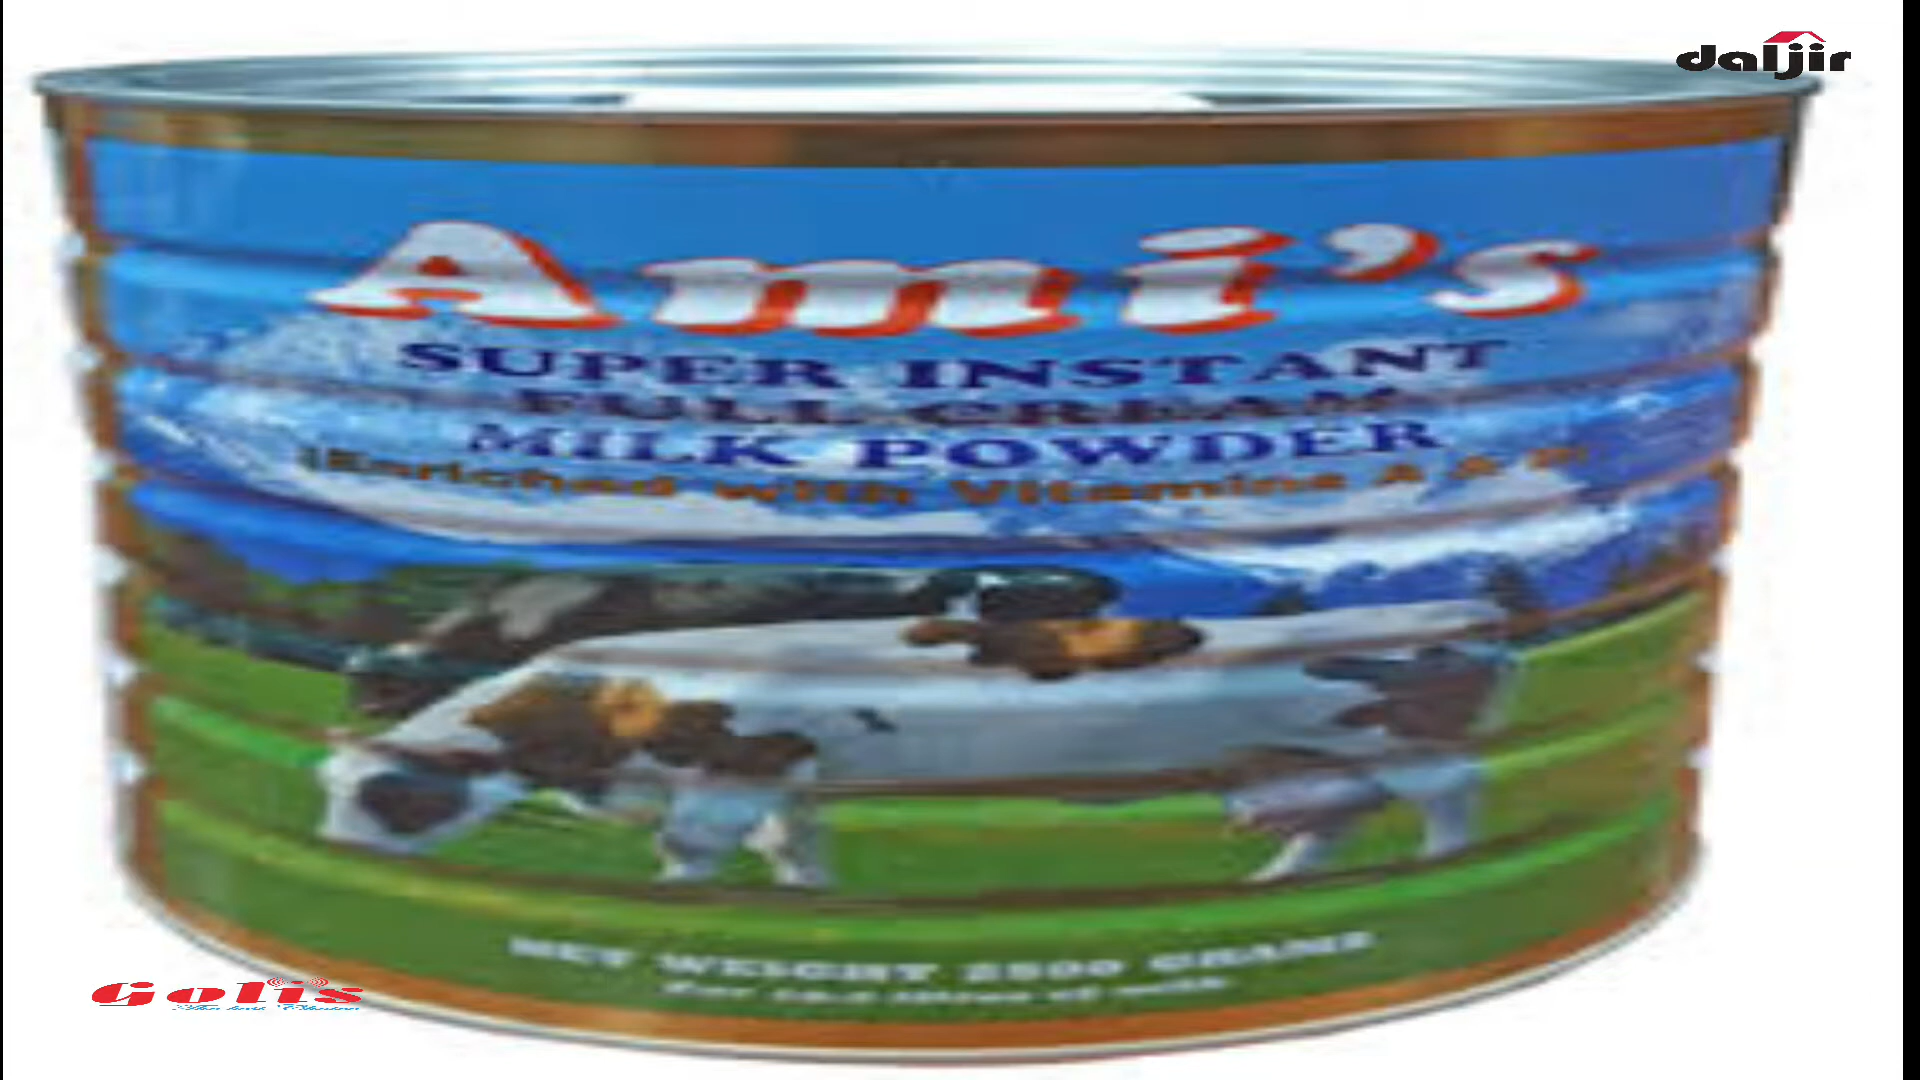 daljir
Ami's
SUPER INSTANT
FULL CREAM
MILK POWDER
(Enriched with Vitamins A &
NET WEIGHT 2500 GRAMS
Golis